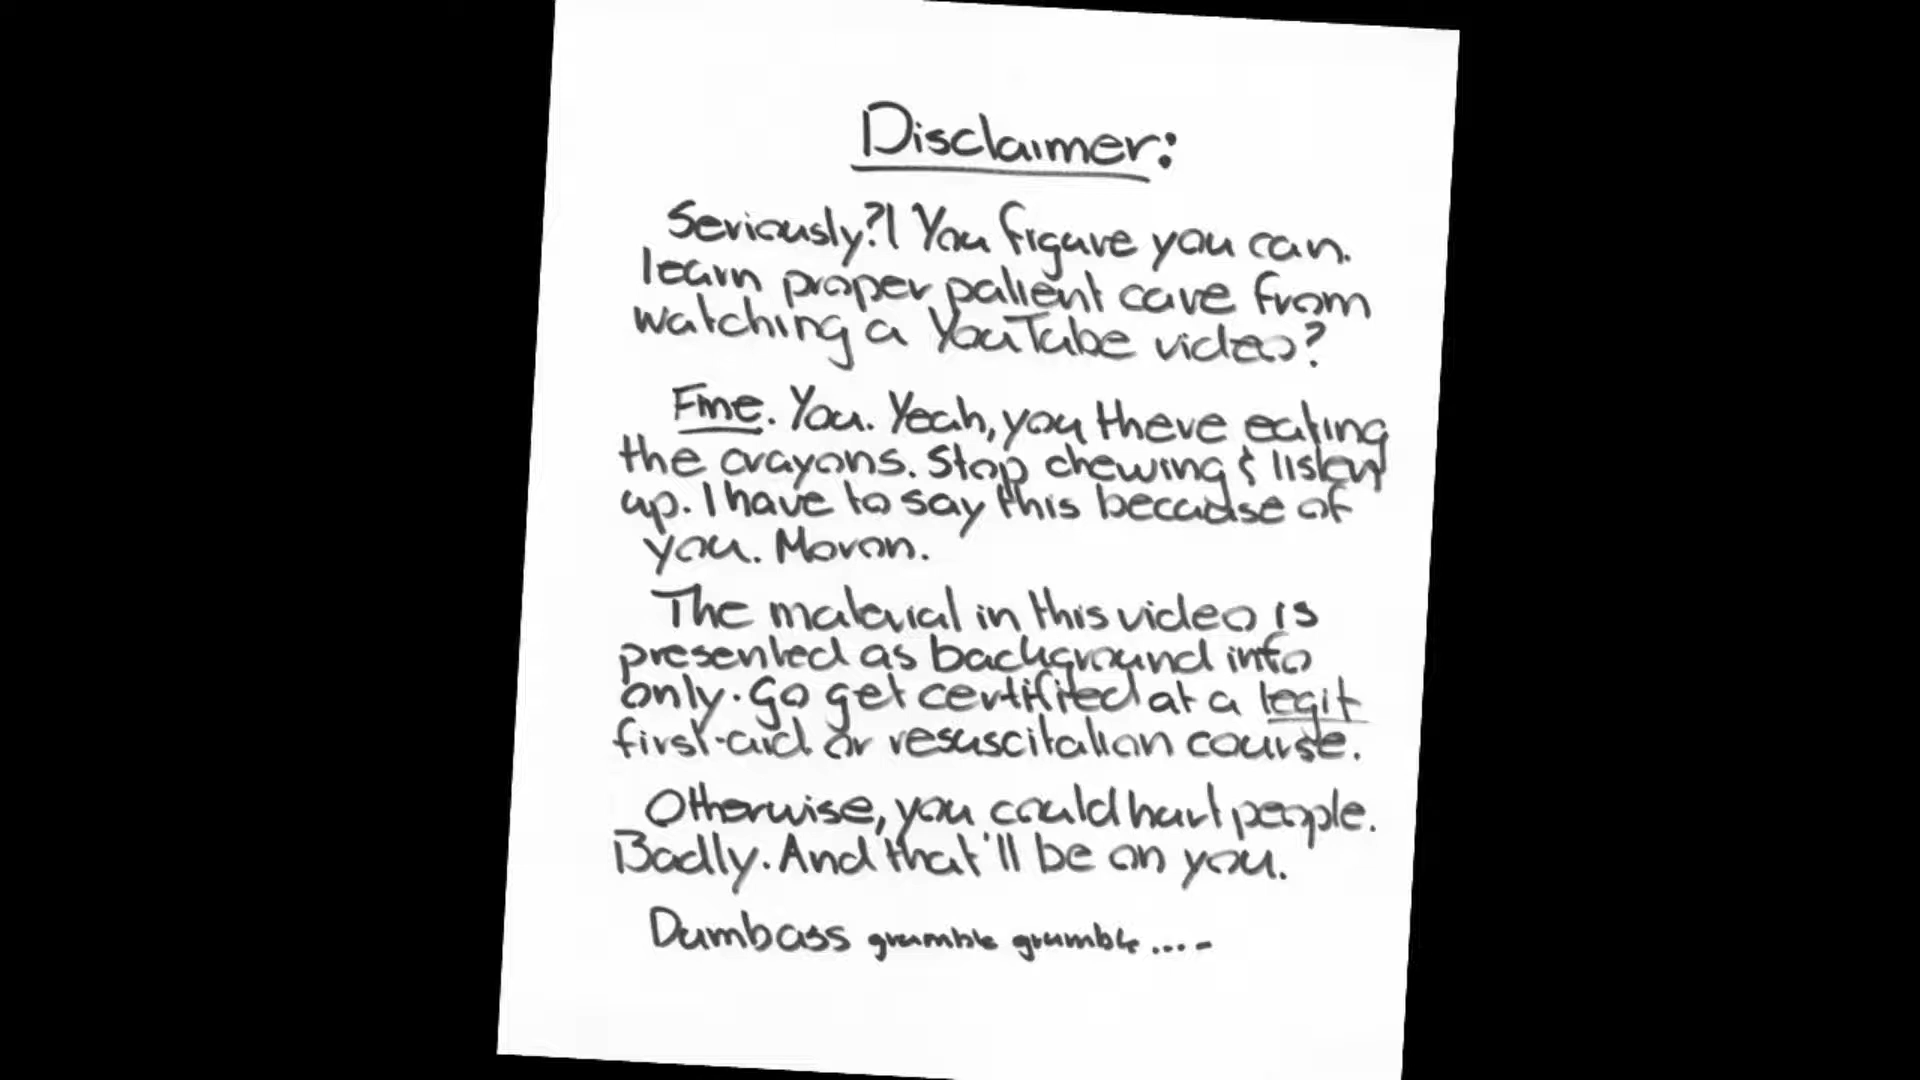 Disclaimer:
Seriously?! You figure you can.
learn proper patient care from
watching a YouTube video?
Fine. You. Yeah, you there eating
the crayons. Stop chewing & listen
up. I have to say this because of
you. Moron.
The material in this video is
presented as background info
only. Go get certifited at a legit
first-aid or resuscitation course.
Otherwise, you could hurt people.
Badly. And that'll be on you.
Dumbass grumble grumble....-